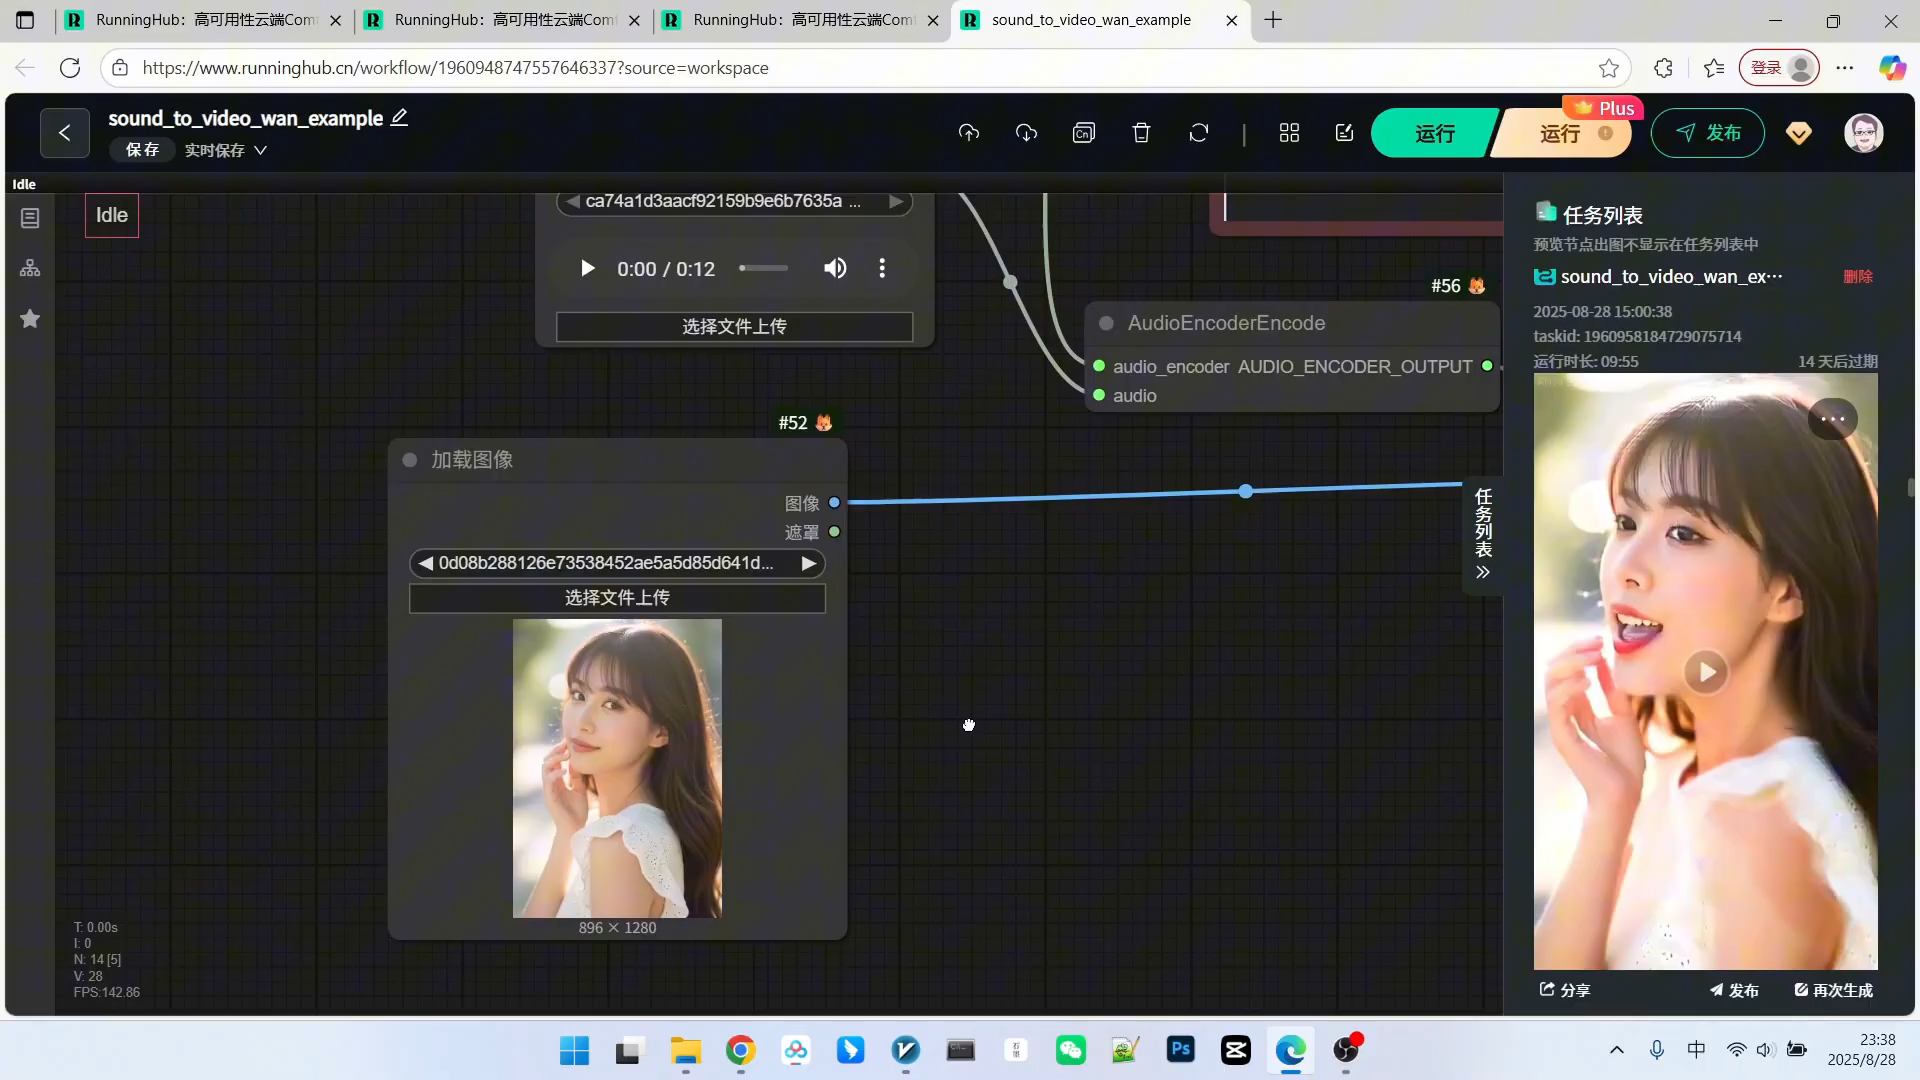 RunningHub：高可用性云端Com
RunningHub：高可用性云端Com
RunningHub：高可用性云端Com
sound_to_video_wan_example
https://www.runninghub.cn/workflow/1960948747557646337?source=workspace
登录
sound_to_video_wan_example
保存
实时保存
Cn
运行
运行
Plus
发布
Idle
Idle
ca74a1d3aacf92159b9e6b7635a ...
0:00 / 0:12
选择文件上传
#56
AudioEncoderEncode
audio_encoder
AUDIO_ENCODER_OUTPUT
audio
#52
加载图像
图像
遮罩
0d08b288126e73538452ae5a5d85d641d...
选择文件上传
896 × 1280
T: 0.00s
I: 0
N: 14 [5]
V: 28
FPS:142.86
任务列表
任务列表
预览节点出图不显示在任务列表中
sound_to_video_wan_ex···
删除
2025-08-28 15:00:38
taskid: 1960958184729075714
运行时长: 09:55
14 天后过期
分享
发布
再次生成
Ps
中
23:38
2025/8/28